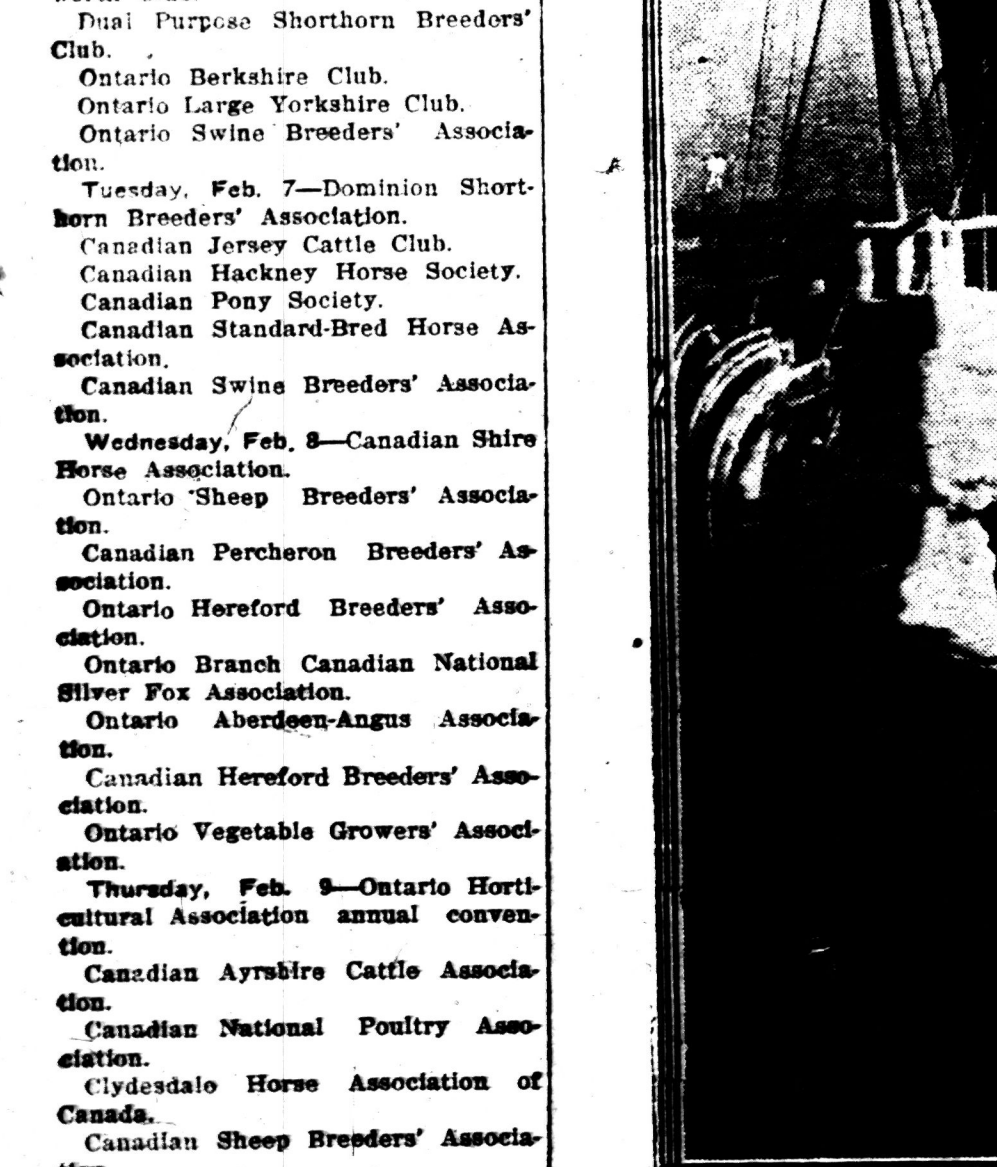 Dual Purpose Shorthorn Breeders'
Club.
Ontario Berkshire Club.
Ontario Large Yorkshire Club.
Ontario Swine Breeders' Associa-
tion.
Tuesday, Feb. 7—Dominion Short-
horn Breeders' Association.
Canadian Jersey Cattle Club.
Canadian Hackney Horse Society.
Canadian Pony Society.
Canadian Standard-Bred Horse As-
sociation.
Canadian Swine Breeders' Associa-
tion.
Wednesday, Feb. 8—Canadian Shire
Horse Association.
Ontario Sheep Breeders' Associa-
tion.
Canadian Percheron Breeders' As-
sociation.
Ontario Hereford Breeders' Asso-
ciation.
Ontario Branch Canadian National
Silver Fox Association.
Ontario Aberdeen-Angus Associa-
tion.
Canadian Hereford Breeders' Asso-
ciation.
Ontario Vegetable Growers' Associ-
ation.
Thursday, Feb. 9—Ontario Horti-
cultural Association annual conven-
tion.
Canadian Ayrshire Cattle Associa-
tion.
Canadian National Poultry Asso-
ciation.
Clydesdale Horse Association of
Canada.
Canadian Sheep Breeders' Associa-